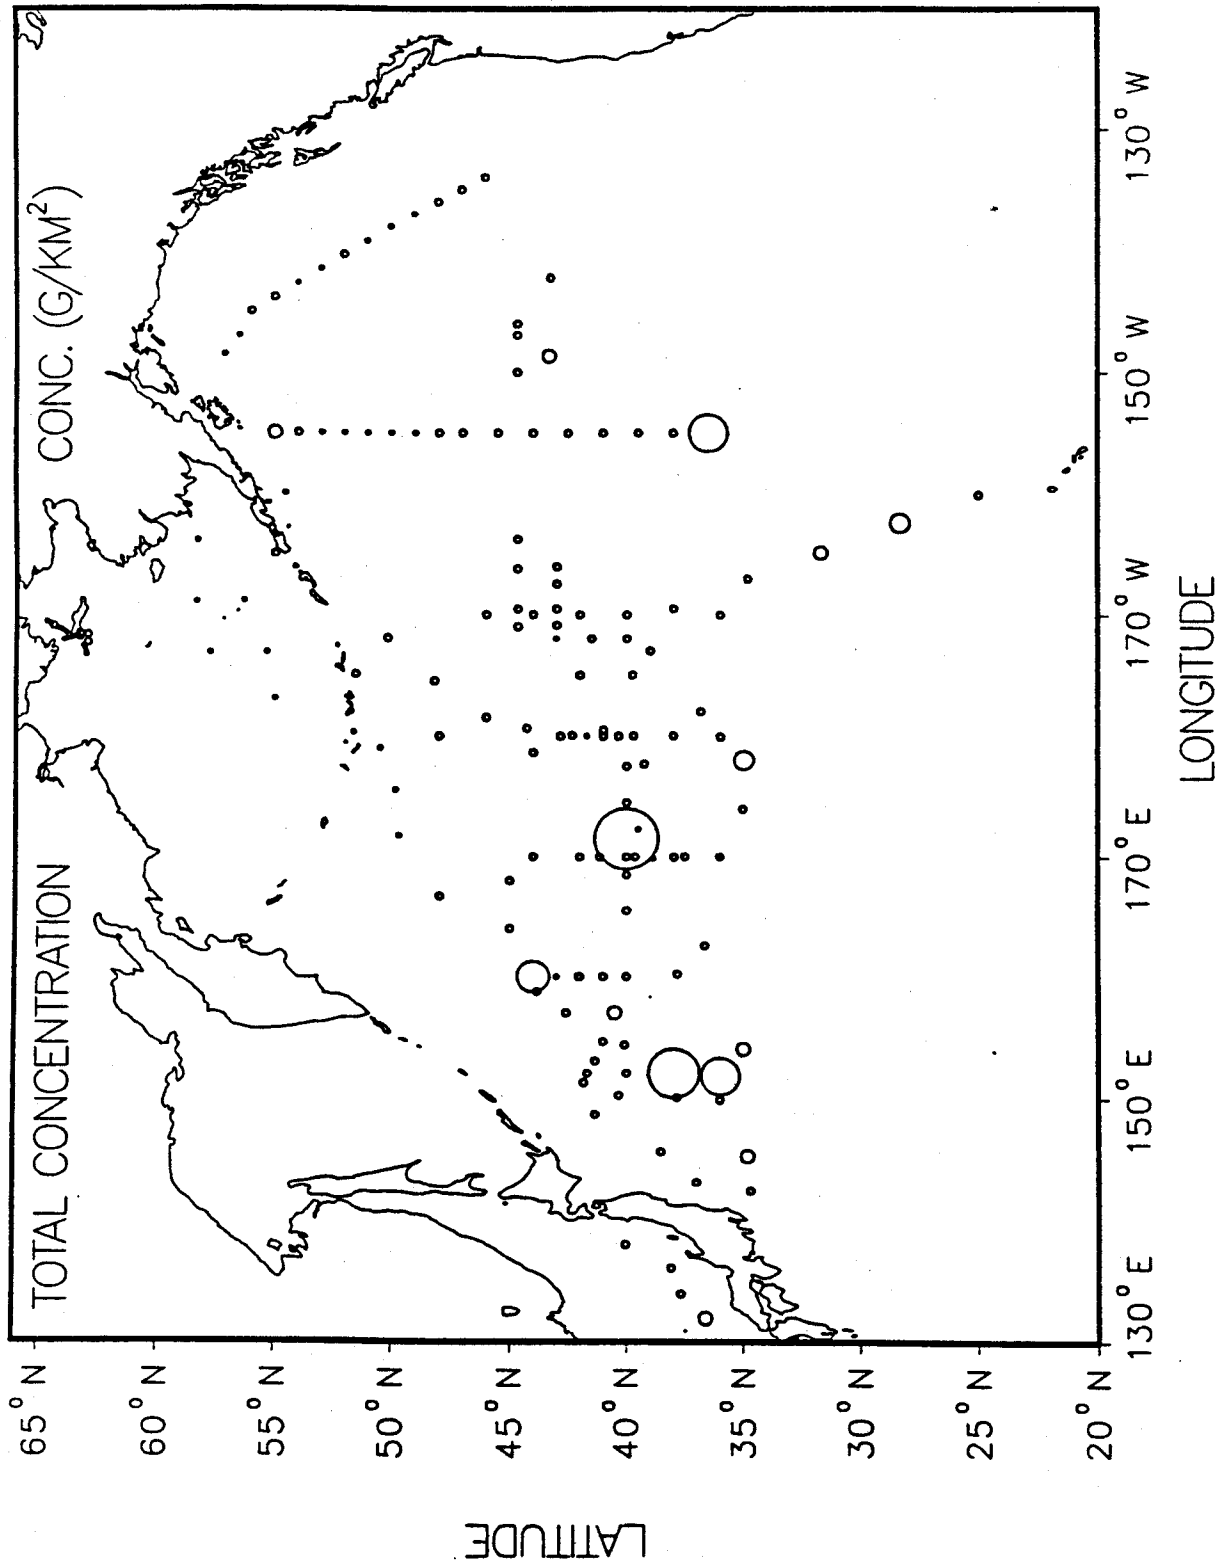 TOTAL CONCENTRATION CONC. (G/KM²)
65° N
60° N
55° N
50° N
45° N
40° N
35° N
30° N
25° N
20° N
130° E
150° E
170° E
170° W
150° W
130° W
LATITUDE
LONGITUDE